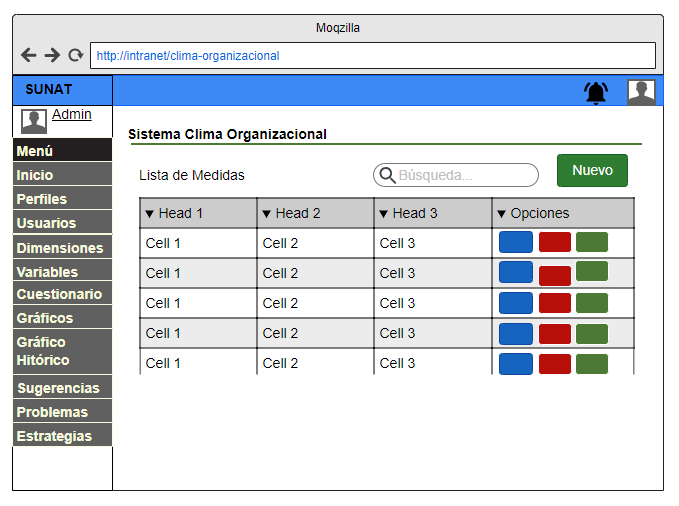 Moqzilla
http://intranet/clima-organizacional
SUNAT
Admin
Menú
Inicio
Perfiles
Usuarios
Dimensiones
Variables
Cuestionario
Gráficos
Gráfico
Hitórico
Sugerencias
Problemas
Estrategias
Sistema Clima Organizacional
Lista de Medidas
Búsqueda...
Nuevo
Head 1 Head 2 Head 3 Opciones
Cell 1 Cell 2 Cell 3
Cell 1 Cell 2 Cell 3
Cell 1 Cell 2 Cell 3
Cell 1 Cell 2 Cell 3
Cell 1 Cell 2 Cell 3